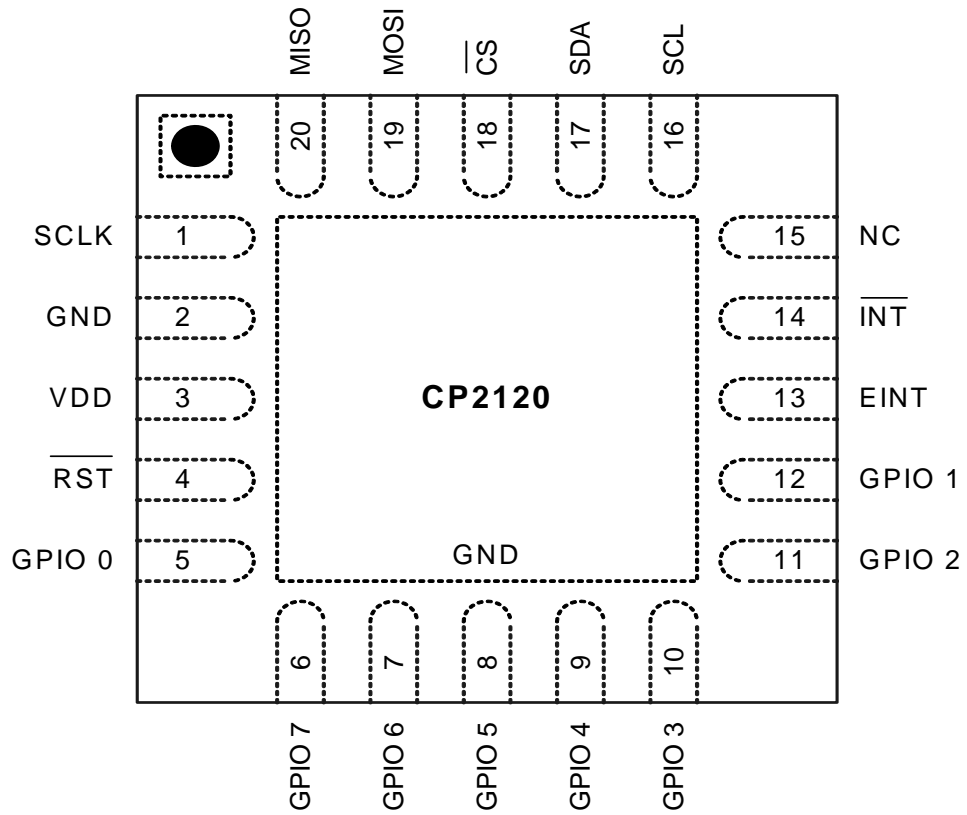 MISO
MOSI
CS
SDA
SCL
20
19
18
17
16
SCLK 1
15 NC
GND 2
14 INT
VDD 3
CP2120
13 EINT
RST 4
12 GPIO 1
GPIO 0 5
GND
11 GPIO 2
6
7
8
9
10
GPIO 7
GPIO 6
GPIO 5
GPIO 4
GPIO 3